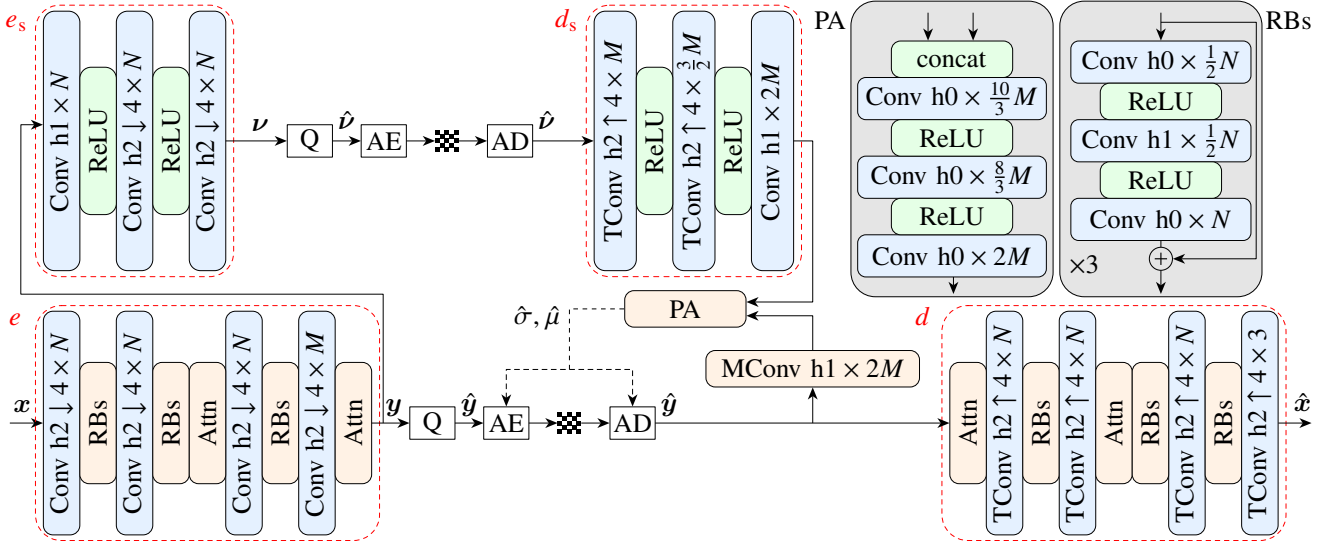 e_s
Conv h1 × N
ReLU
Conv h2 ↓ 4 × N
ReLU
Conv h2 ↓ 4 × N
ν
Q
ν̂
AE
AD
ν̂
d_s
TConv h2 ↑ 4 × M
ReLU
TConv h2 ↑ 4 × 3/2 M
ReLU
Conv h1 × 2M
PA
concat
Conv h0 × 10/3 M
ReLU
Conv h0 × 8/3 M
ReLU
Conv h0 × 2M
RBs
Conv h0 × 1/2 N
ReLU
Conv h1 × 1/2 N
ReLU
Conv h0 × N
×3
+
e
x
Conv h2 ↓ 4 × N
RBs
Conv h2 ↓ 4 × N
RBs
Attn
Conv h2 ↓ 4 × N
RBs
Conv h2 ↓ 4 × M
Attn
y
Q
ŷ
AE
AD
ŷ
σ̂, μ̂
PA
MConv h1 × 2M
d
Attn
TConv h2 ↑ 4 × N
RBs
TConv h2 ↑ 4 × N
Attn
RBs
TConv h2 ↑ 4 × N
RBs
TConv h2 ↑ 4 × 3
x̂